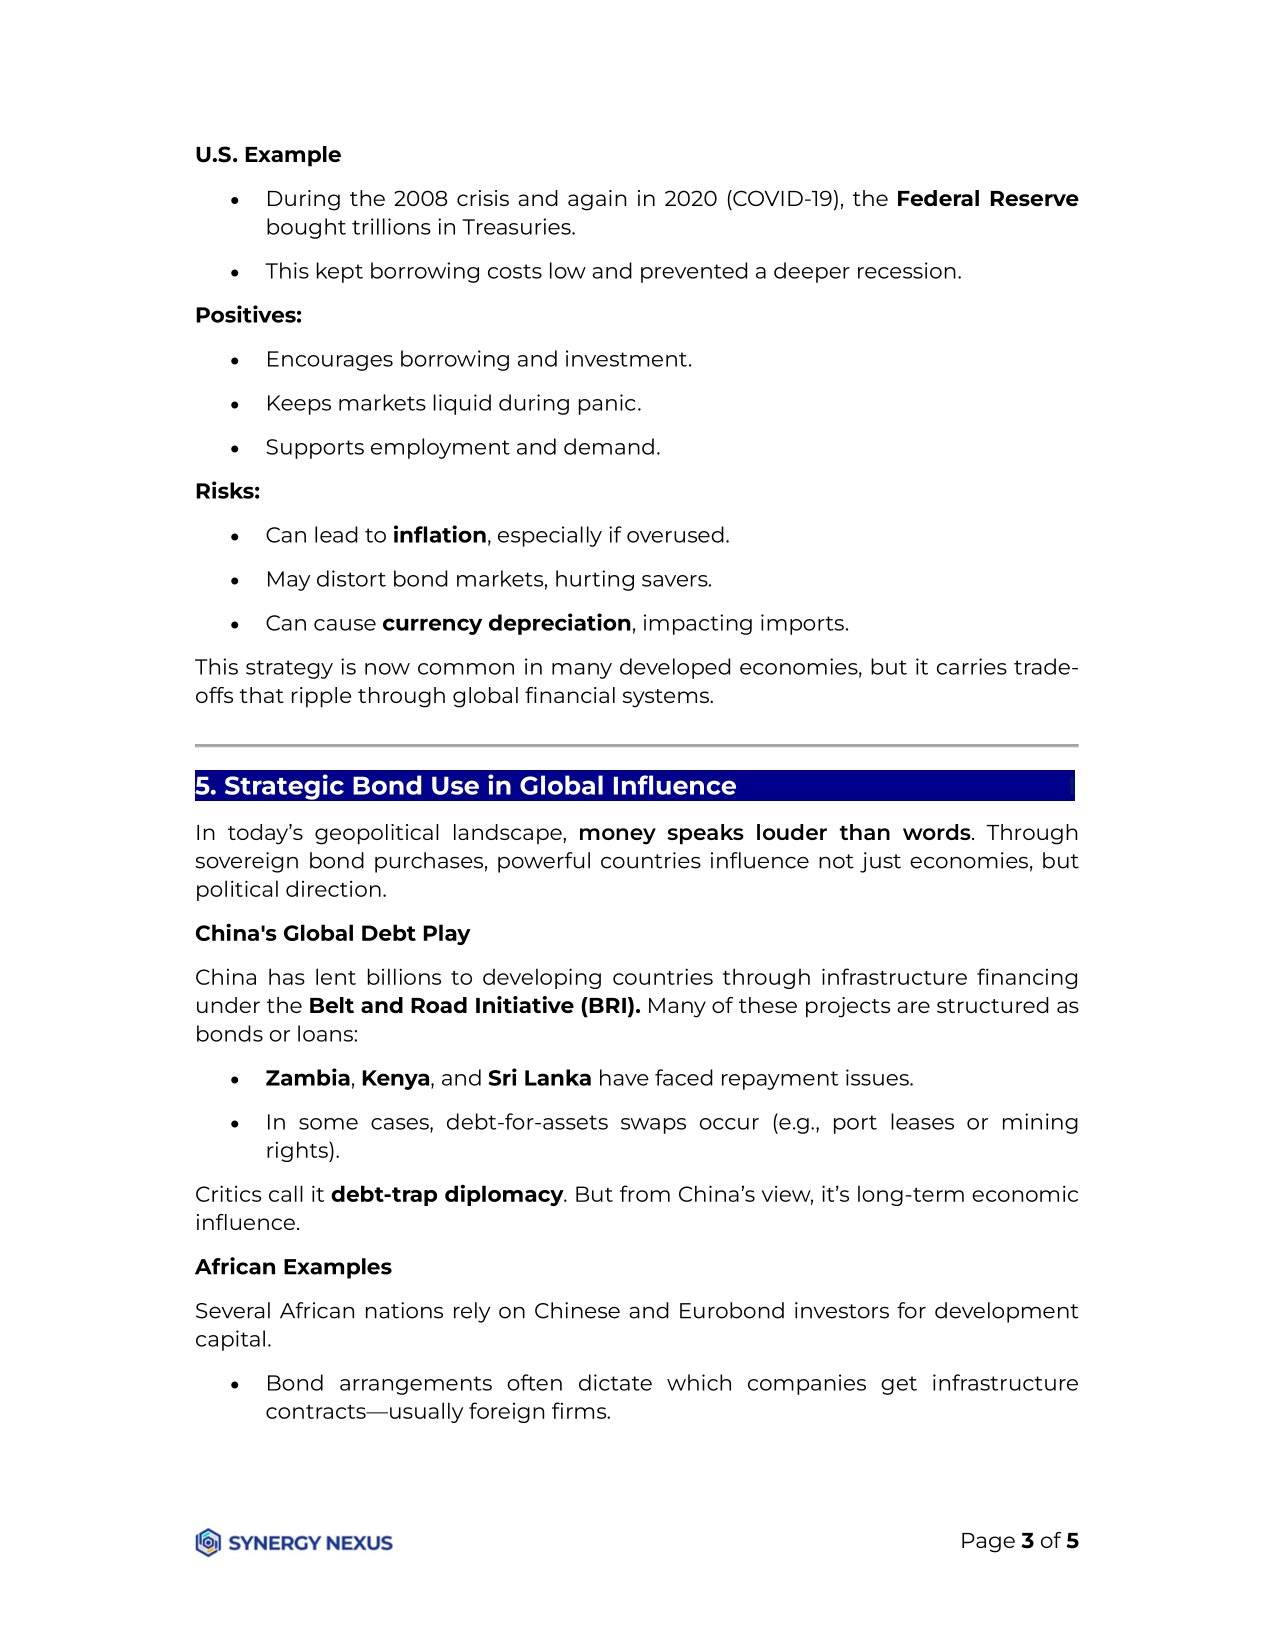 U.S. Example
• During the 2008 crisis and again in 2020 (COVID-19), the Federal Reserve
bought trillions in Treasuries.
• This kept borrowing costs low and prevented a deeper recession.
Positives:
• Encourages borrowing and investment.
• Keeps markets liquid during panic.
• Supports employment and demand.
Risks:
• Can lead to inflation, especially if overused.
• May distort bond markets, hurting savers.
• Can cause currency depreciation, impacting imports.
This strategy is now common in many developed economies, but it carries trade-
offs that ripple through global financial systems.
5. Strategic Bond Use in Global Influence
In today’s geopolitical landscape, money speaks louder than words. Through
sovereign bond purchases, powerful countries influence not just economies, but
political direction.
China's Global Debt Play
China has lent billions to developing countries through infrastructure financing
under the Belt and Road Initiative (BRI). Many of these projects are structured as
bonds or loans:
• Zambia, Kenya, and Sri Lanka have faced repayment issues.
• In some cases, debt-for-assets swaps occur (e.g., port leases or mining
rights).
Critics call it debt-trap diplomacy. But from China’s view, it’s long-term economic
influence.
African Examples
Several African nations rely on Chinese and Eurobond investors for development
capital.
• Bond arrangements often dictate which companies get infrastructure
contracts—usually foreign firms.
SYNERGY NEXUS
Page 3 of 5